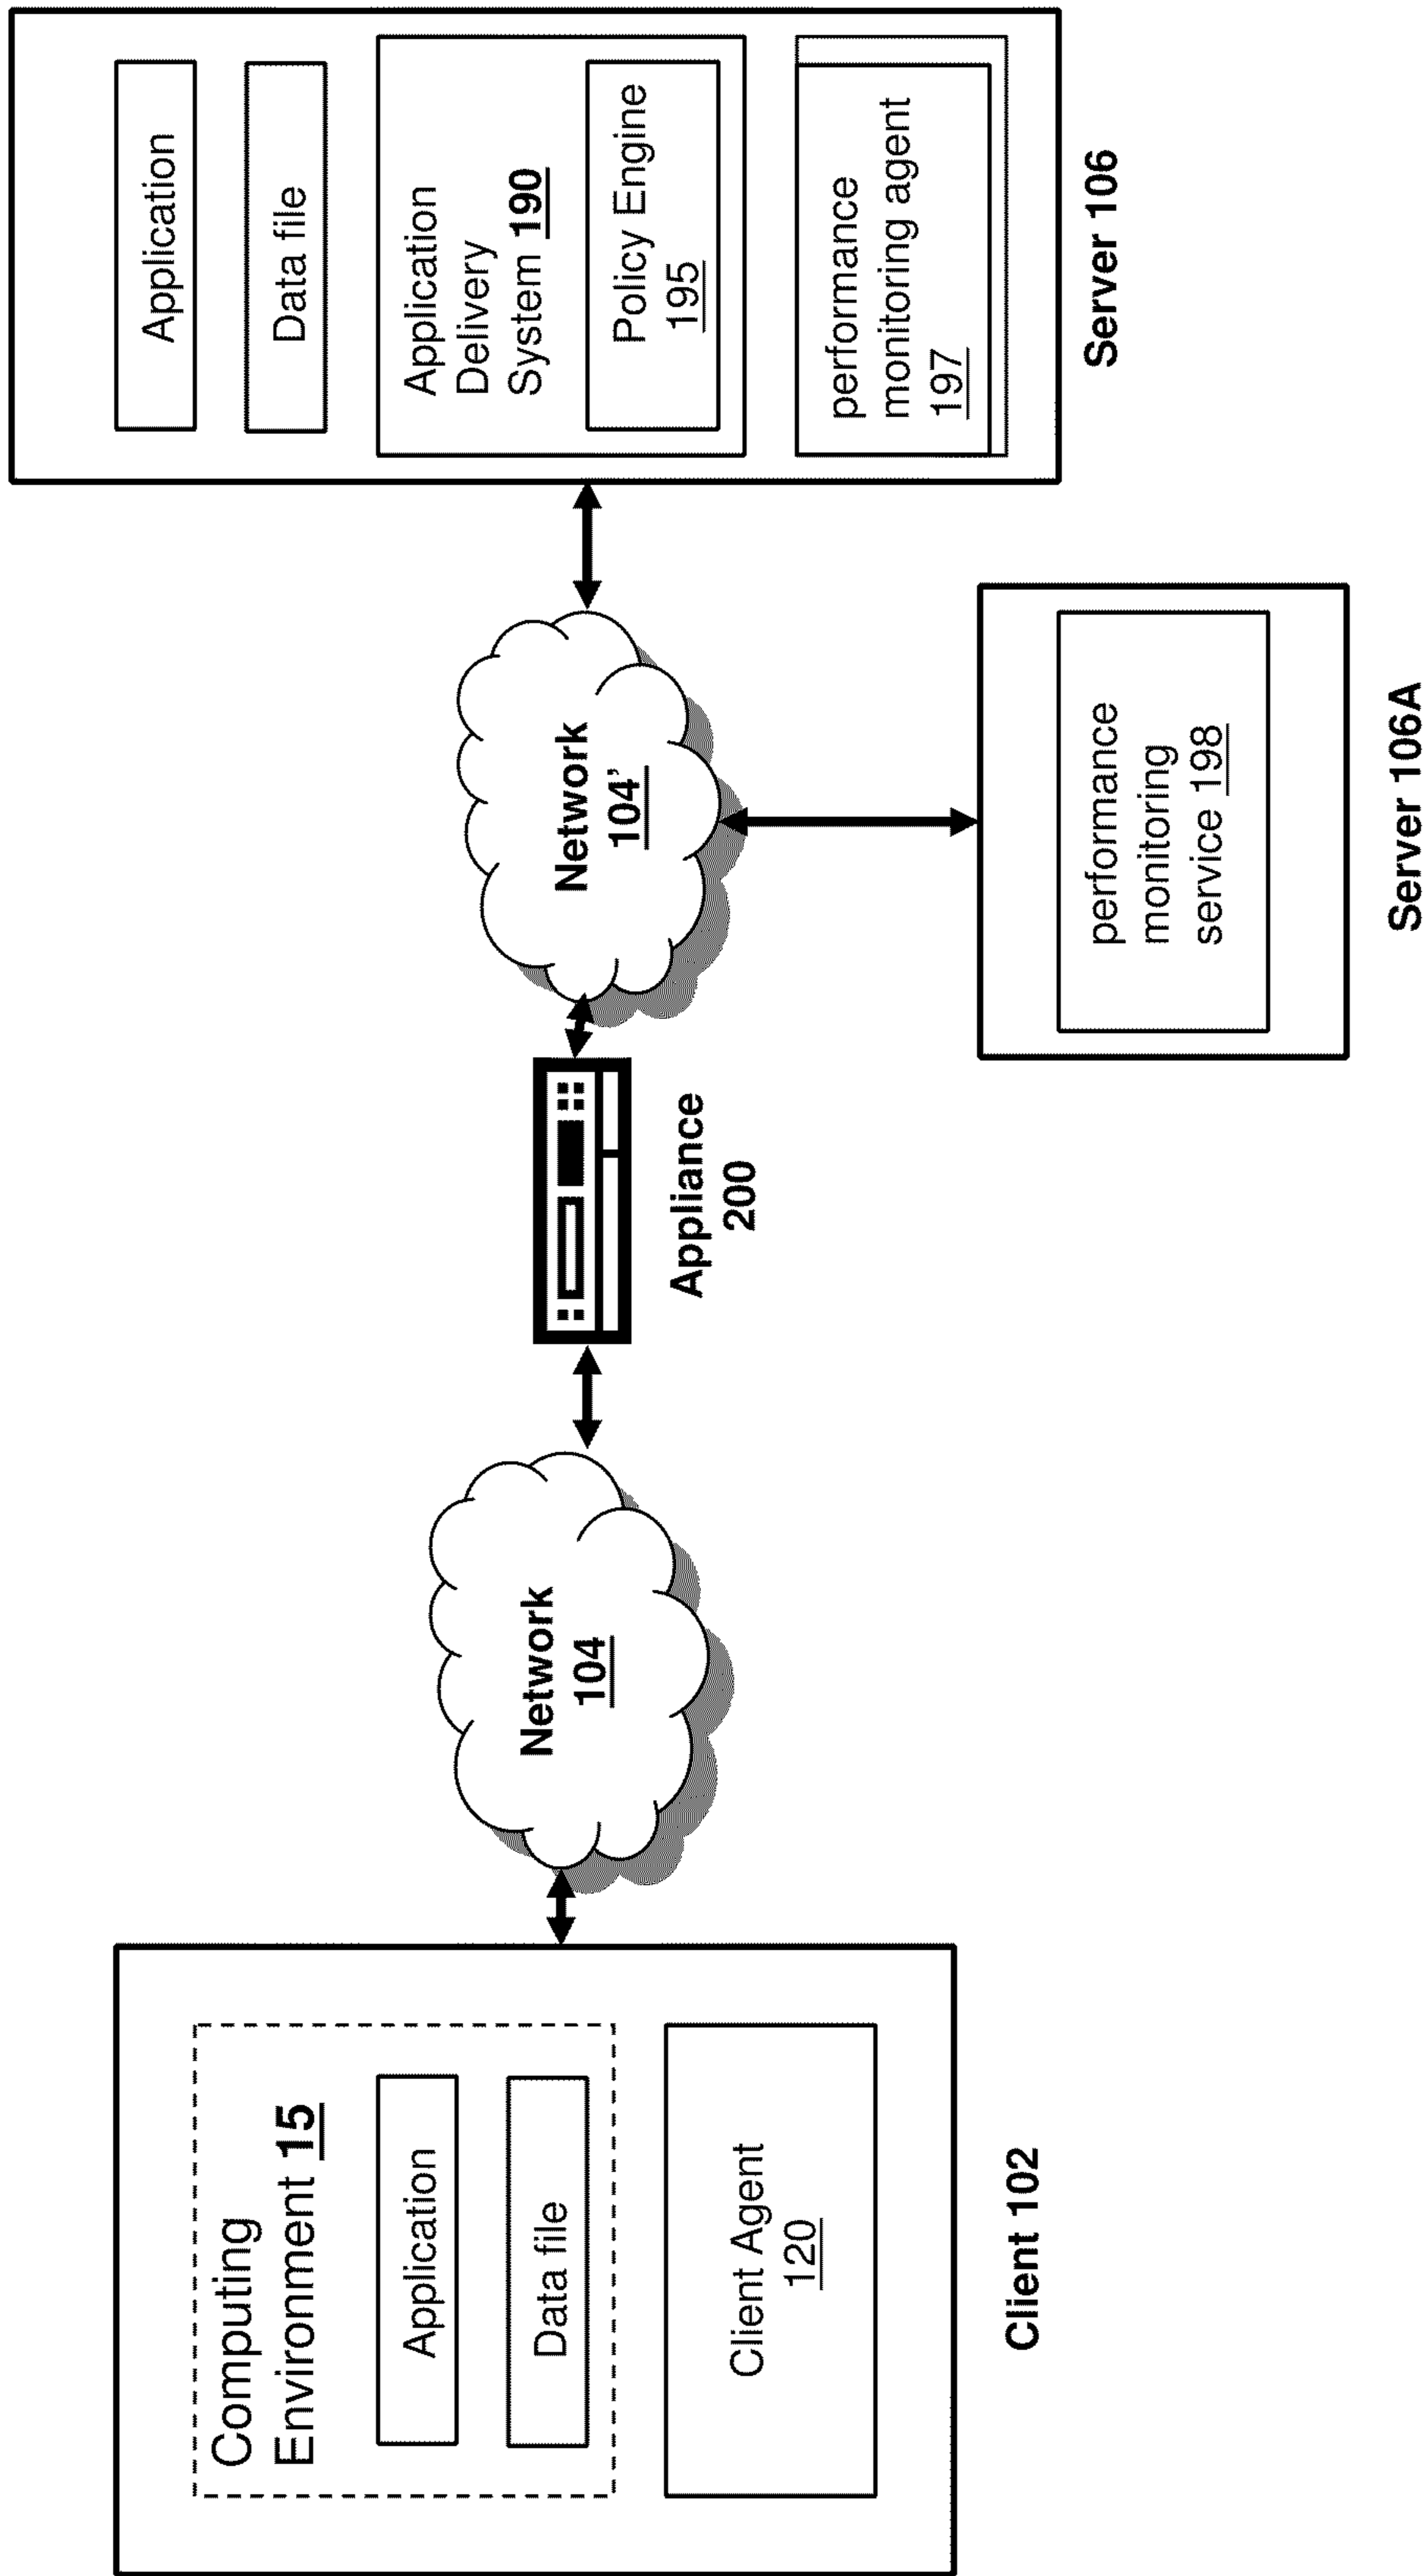 Computing
Environment 15
Application
Data file
Client Agent
120
Client 102
Network
104
Appliance
200
Network
104’
Application
Data file
Application
Delivery
System 190
Policy Engine
195
performance
monitoring agent
197
Server 106
performance
monitoring
service 198
Server 106A